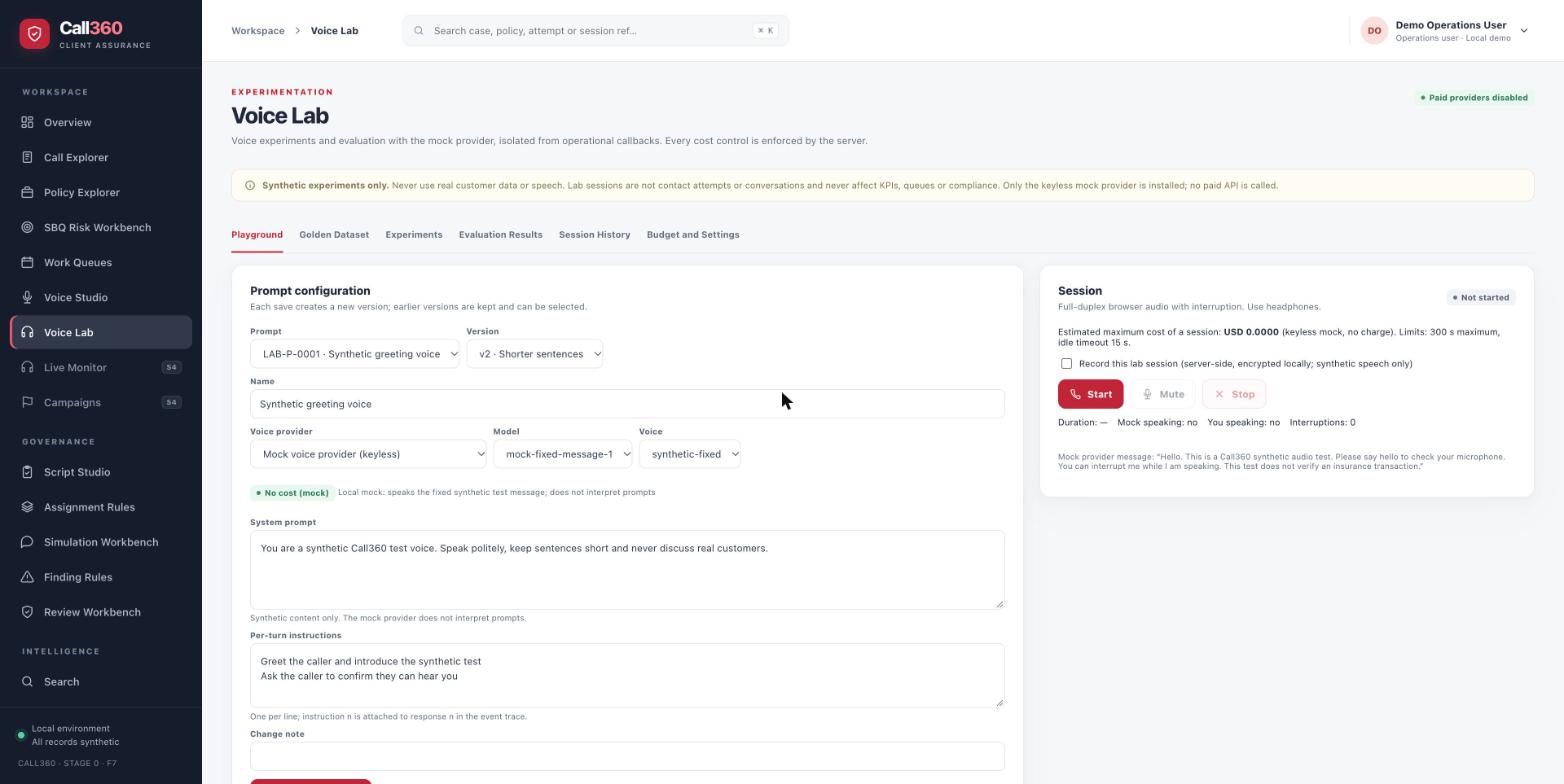 Call360
CLIENT ASSURANCE
WORKSPACE
Overview
Call Explorer
Policy Explorer
SBQ Risk Workbench
Work Queues
Voice Studio
Voice Lab
Live Monitor S4
Campaigns S4
GOVERNANCE
Script Studio
Assignment Rules
Simulation Workbench
Finding Rules
Review Workbench
INTELLIGENCE
Search
Local environment
All records synthetic
CALL360 · STAGE 0 · F7
Workspace > Voice Lab
Search case, policy, attempt or session ref...
⌘ K
DO
Demo Operations User
Operations user · Local demo
EXPERIMENTATION
Voice Lab
Voice experiments and evaluation with the mock provider, isolated from operational callbacks. Every cost control is enforced by the server.
Paid providers disabled
Synthetic experiments only. Never use real customer data or speech. Lab sessions are not contact attempts or conversations and never affect KPIs, queues or compliance. Only the keyless mock provider is installed; no paid API is called.
Playground Golden Dataset Experiments Evaluation Results Session History Budget and Settings
Prompt configuration
Each save creates a new version; earlier versions are kept and can be selected.
Prompt Version
LAB-P-0001 · Synthetic greeting voice v2 · Shorter sentences
Name
Synthetic greeting voice
Voice provider Model Voice
Mock voice provider (keyless) mock-fixed-message-1 synthetic-fixed
No cost (mock) Local mock: speaks the fixed synthetic test message; does not interpret prompts
System prompt
You are a synthetic Call360 test voice. Speak politely, keep sentences short and never discuss real customers.
Synthetic content only. The mock provider does not interpret prompts.
Per-turn instructions
Greet the caller and introduce the synthetic test
Ask the caller to confirm they can hear you
One per line; instruction n is attached to response n in the event trace.
Change note
Session
Full-duplex browser audio with interruption. Use headphones.
Not started
Estimated maximum cost of a session: USD 0.0000 (keyless mock, no charge). Limits: 300 s maximum,
idle timeout 15 s.
Record this lab session (server-side, encrypted locally; synthetic speech only)
Start Mute Stop
Duration: — Mock speaking: no You speaking: no Interruptions: 0
Mock provider message: "Hello. This is a Call360 synthetic audio test. Please say hello to check your microphone.
You can interrupt me while I am speaking. This test does not verify an insurance transaction."